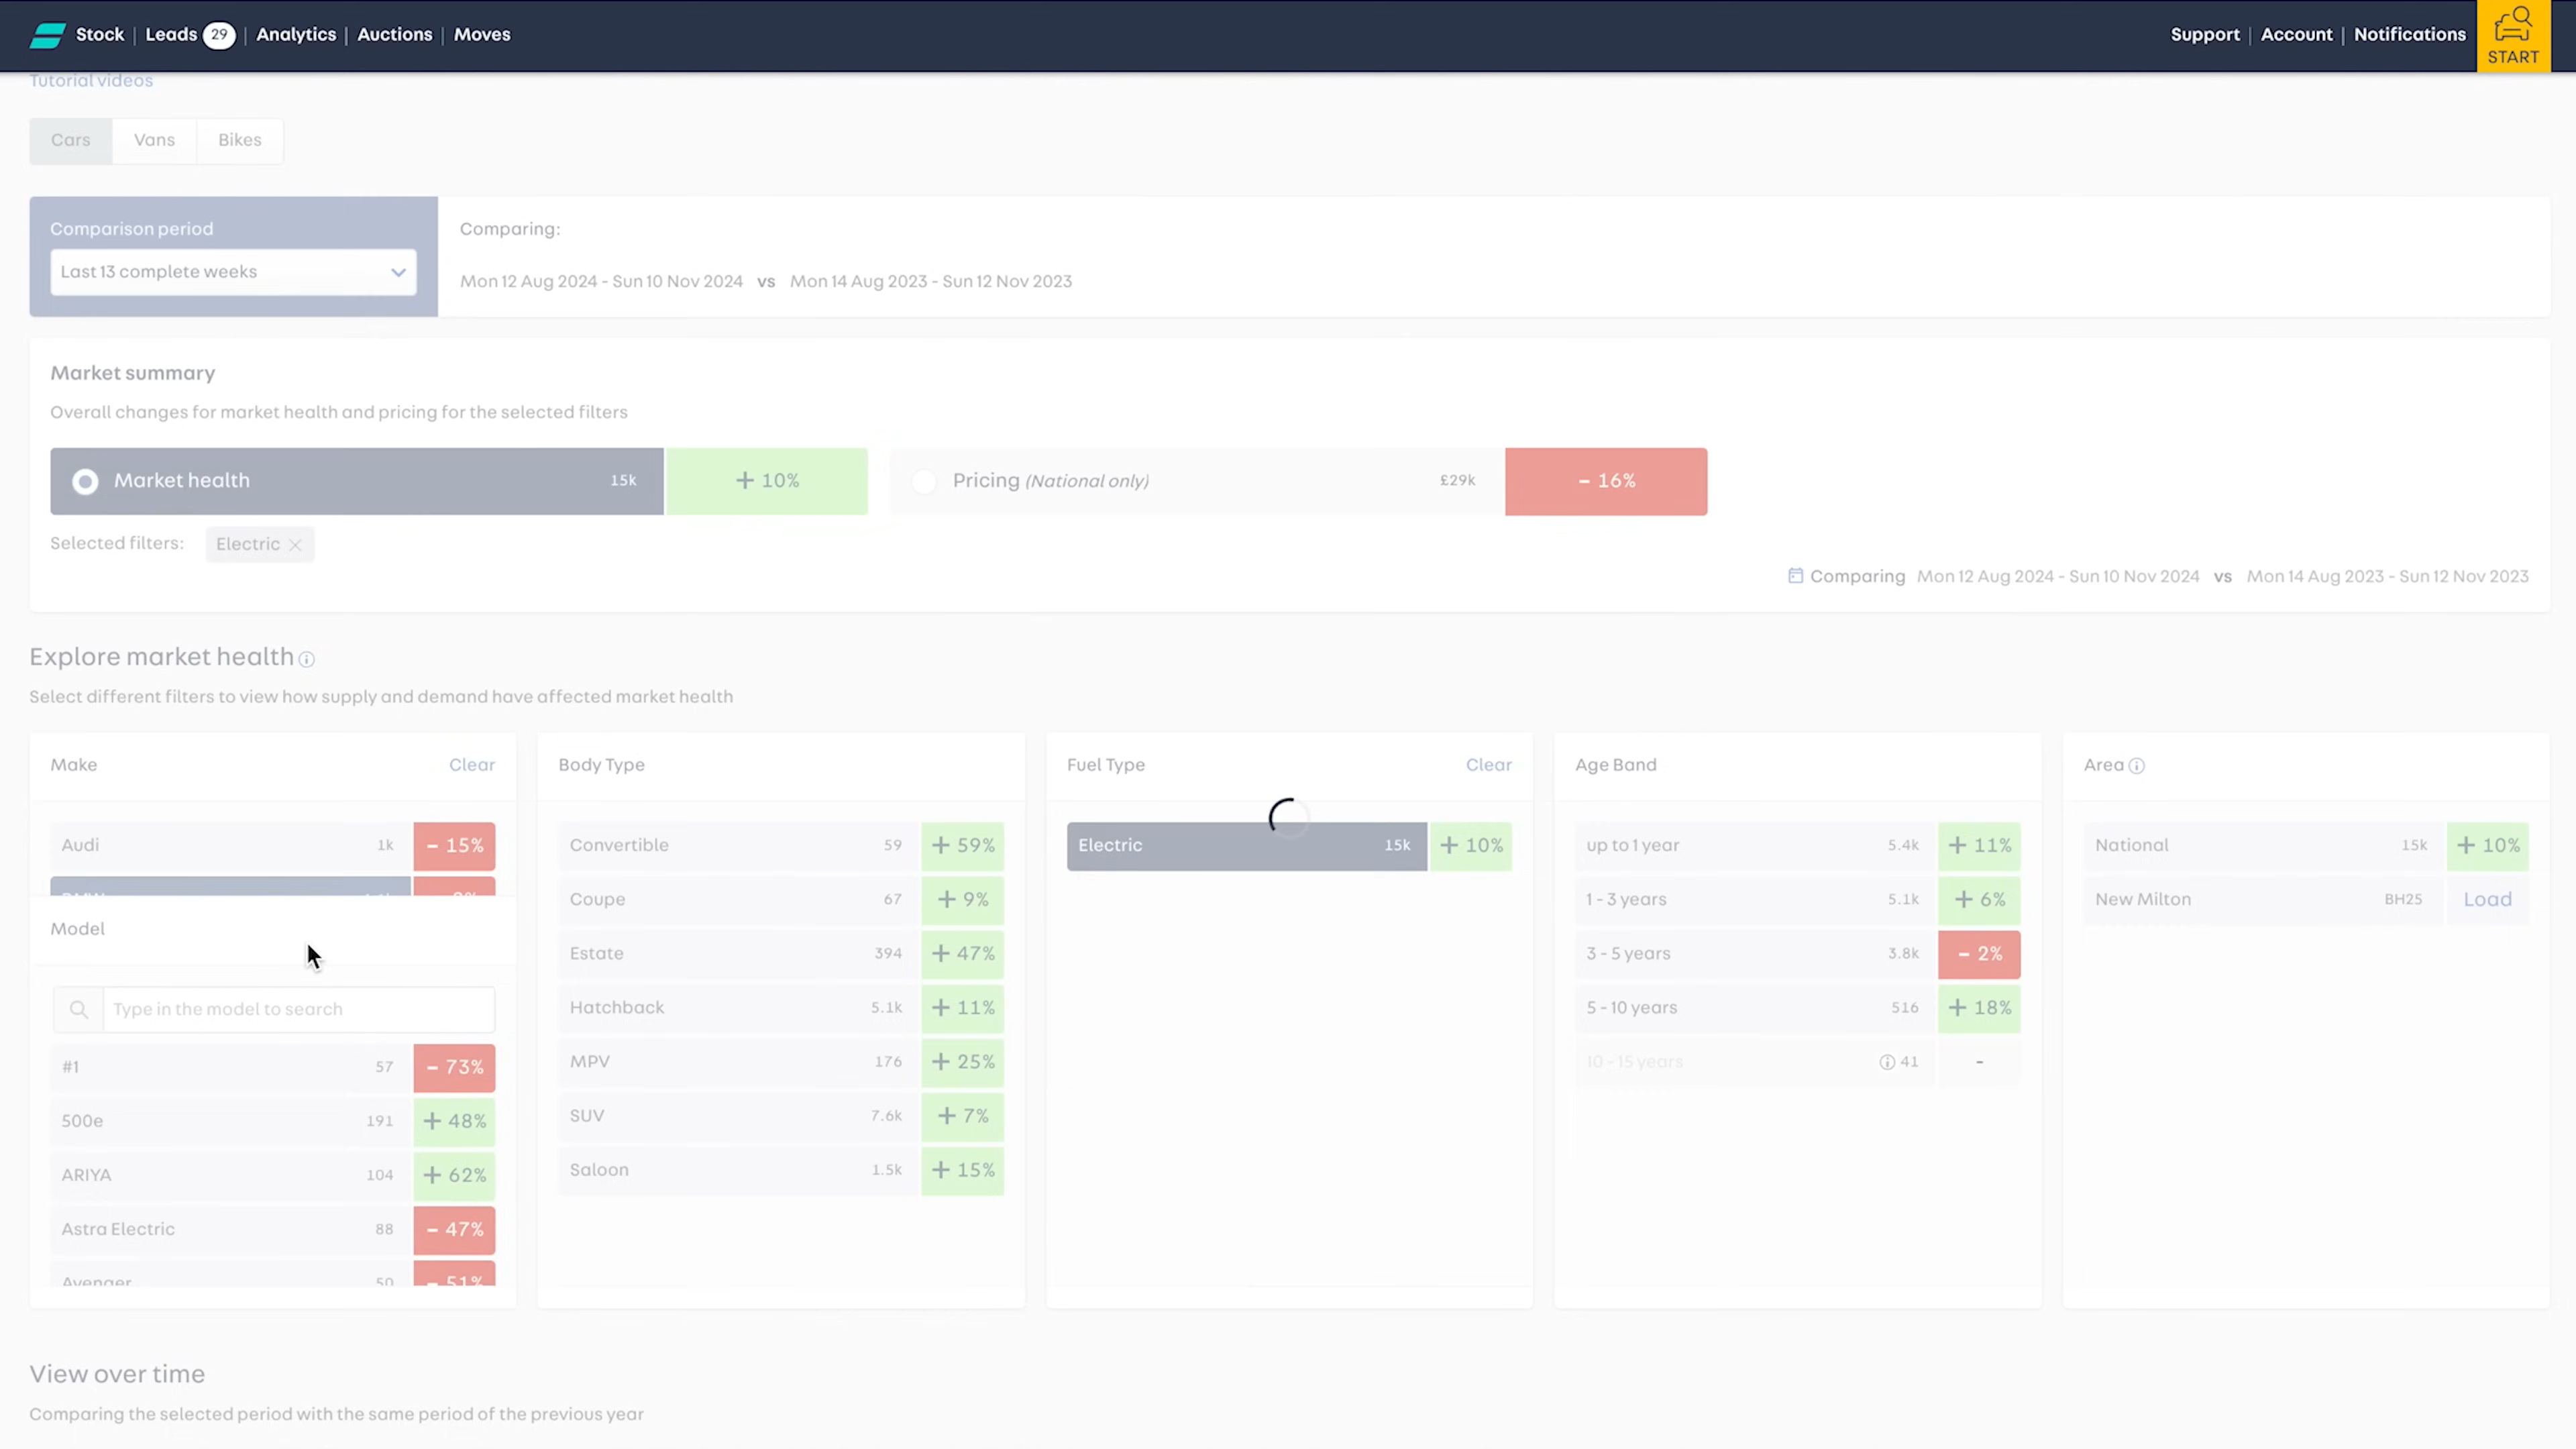 Stock | Leads 29 | Analytics | Auctions | Moves
Support | Account | Notifications
START
Tutorial videos
Cars Vans Bikes
Comparison period
Last 13 complete weeks
Comparing:
Mon 12 Aug 2024 - Sun 10 Nov 2024 vs Mon 14 Aug 2023 - Sun 12 Nov 2023
Market summary
Overall changes for market health and pricing for the selected filters
Market health 15k + 10%
Pricing (National only) £29k - 16%
Selected filters: Electric
Comparing Mon 12 Aug 2024 - Sun 10 Nov 2024 vs Mon 14 Aug 2023 - Sun 12 Nov 2023
Explore market health
Select different filters to view how supply and demand have affected market health
Make Clear
Audi 1k - 15%
Model
Type in the model to search
#1 57 - 73%
500e 191 + 48%
ARIYA 104 + 62%
Astra Electric 88 - 47%
Avenger 50 - 51%
Body Type
Convertible 59 + 59%
Coupe 67 + 9%
Estate 394 + 47%
Hatchback 5.1k + 11%
MPV 176 + 25%
SUV 7.6k + 7%
Saloon 1.5k + 15%
Fuel Type Clear
Electric 15k + 10%
Age Band
up to 1 year 5.4k + 11%
1 - 3 years 5.1k + 6%
3 - 5 years 3.8k - 2%
5 - 10 years 516 + 18%
10 - 15 years 41 -
Area
National 15k + 10%
New Milton BH25 Load
View over time
Comparing the selected period with the same period of the previous year